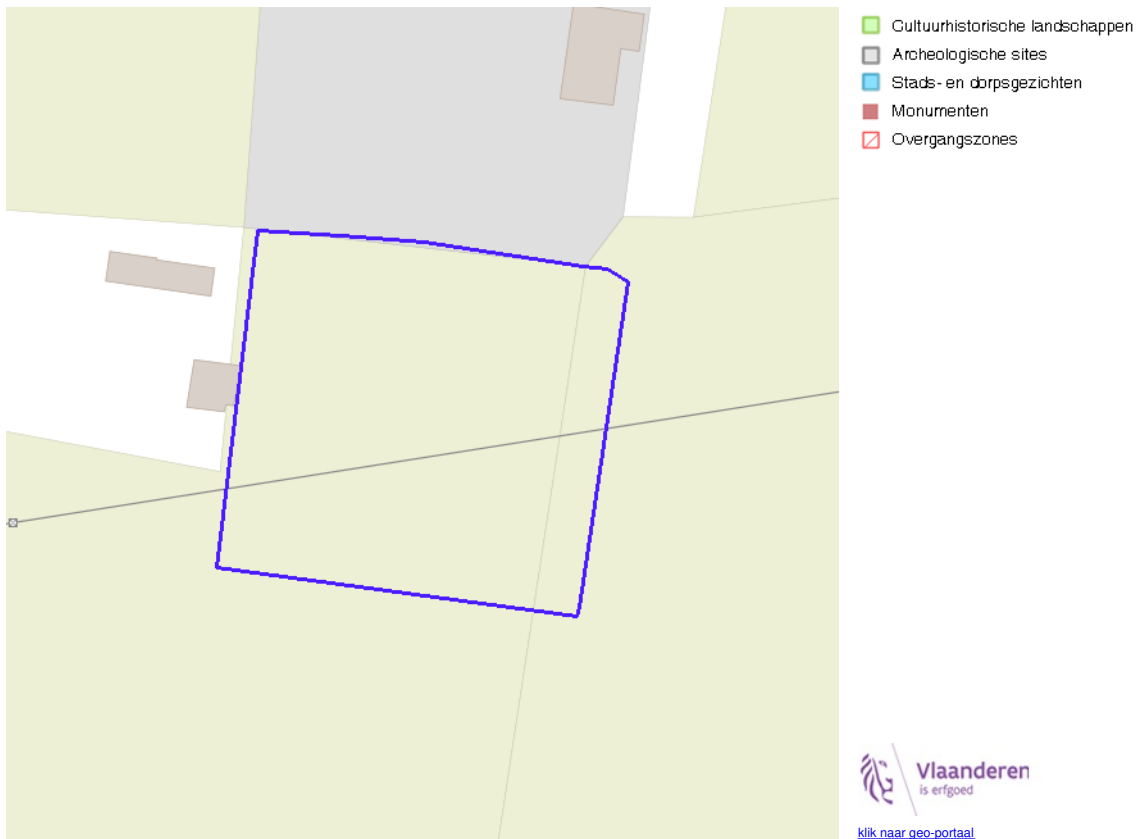 Cultuurhistorische landschappen
Archeologische sites
Stads- en dorpsgezichten
Monumenten
Overgangszones
Vlaanderen
is erfgoed
klik naar geo-portaal